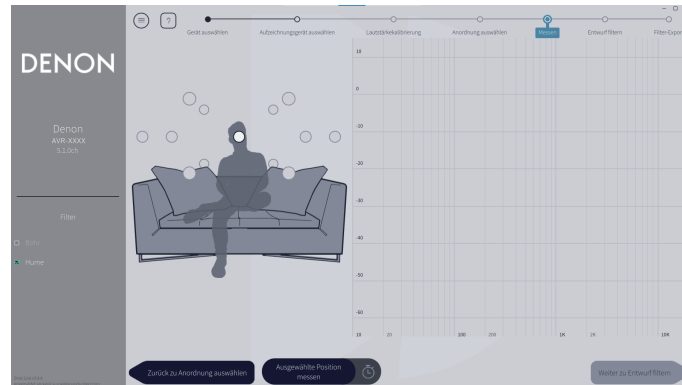 ?
Gerät auswählen
Aufzeichnungsgerät auswählen
Lautstärkekalibrierung
Anordnung auswählen
Messen
Entwurf filtern
Filter-Expor
DENON
Denon
AVR-XXXX
5.1.0ch
Filter
Bohr
Hume
10
0
-10
-20
-30
-40
-50
-60
10 20 100 200 1K 2K 10K
Zurück zu Anordnung auswählen
Ausgewählte Position
messen
Weiter zu Entwurf filtern